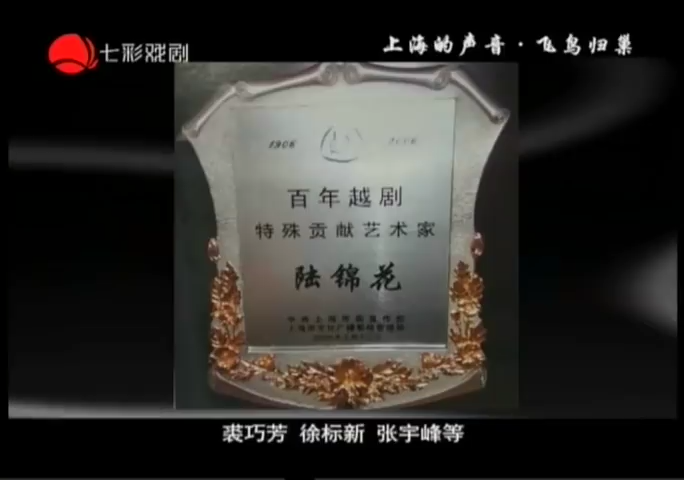 七彩戏剧
上海的声音·飞鸟归巢
1906
百年越剧
特殊贡献艺术家
陆锦花
裘巧芳 徐标新 张宇峰等